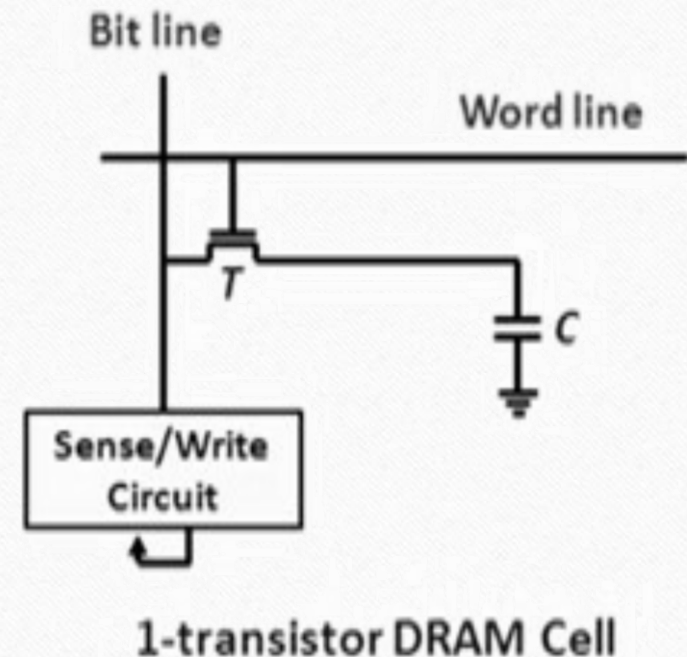 Bit line
Word line
T
C
Sense/Write
Circuit
1-transistor DRAM Cell